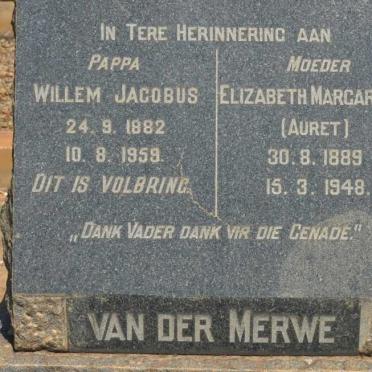 In Tere Herinnering aan
Pappa
Willem Jacobus
24. 9. 1882
10. 8. 1959.
Dit is volbring
Moeder
Elizabeth
(Auret)
30. 8. 1889
15. 3. 1948.
„Dank Vader dank vir die Genade."
van der Merwe